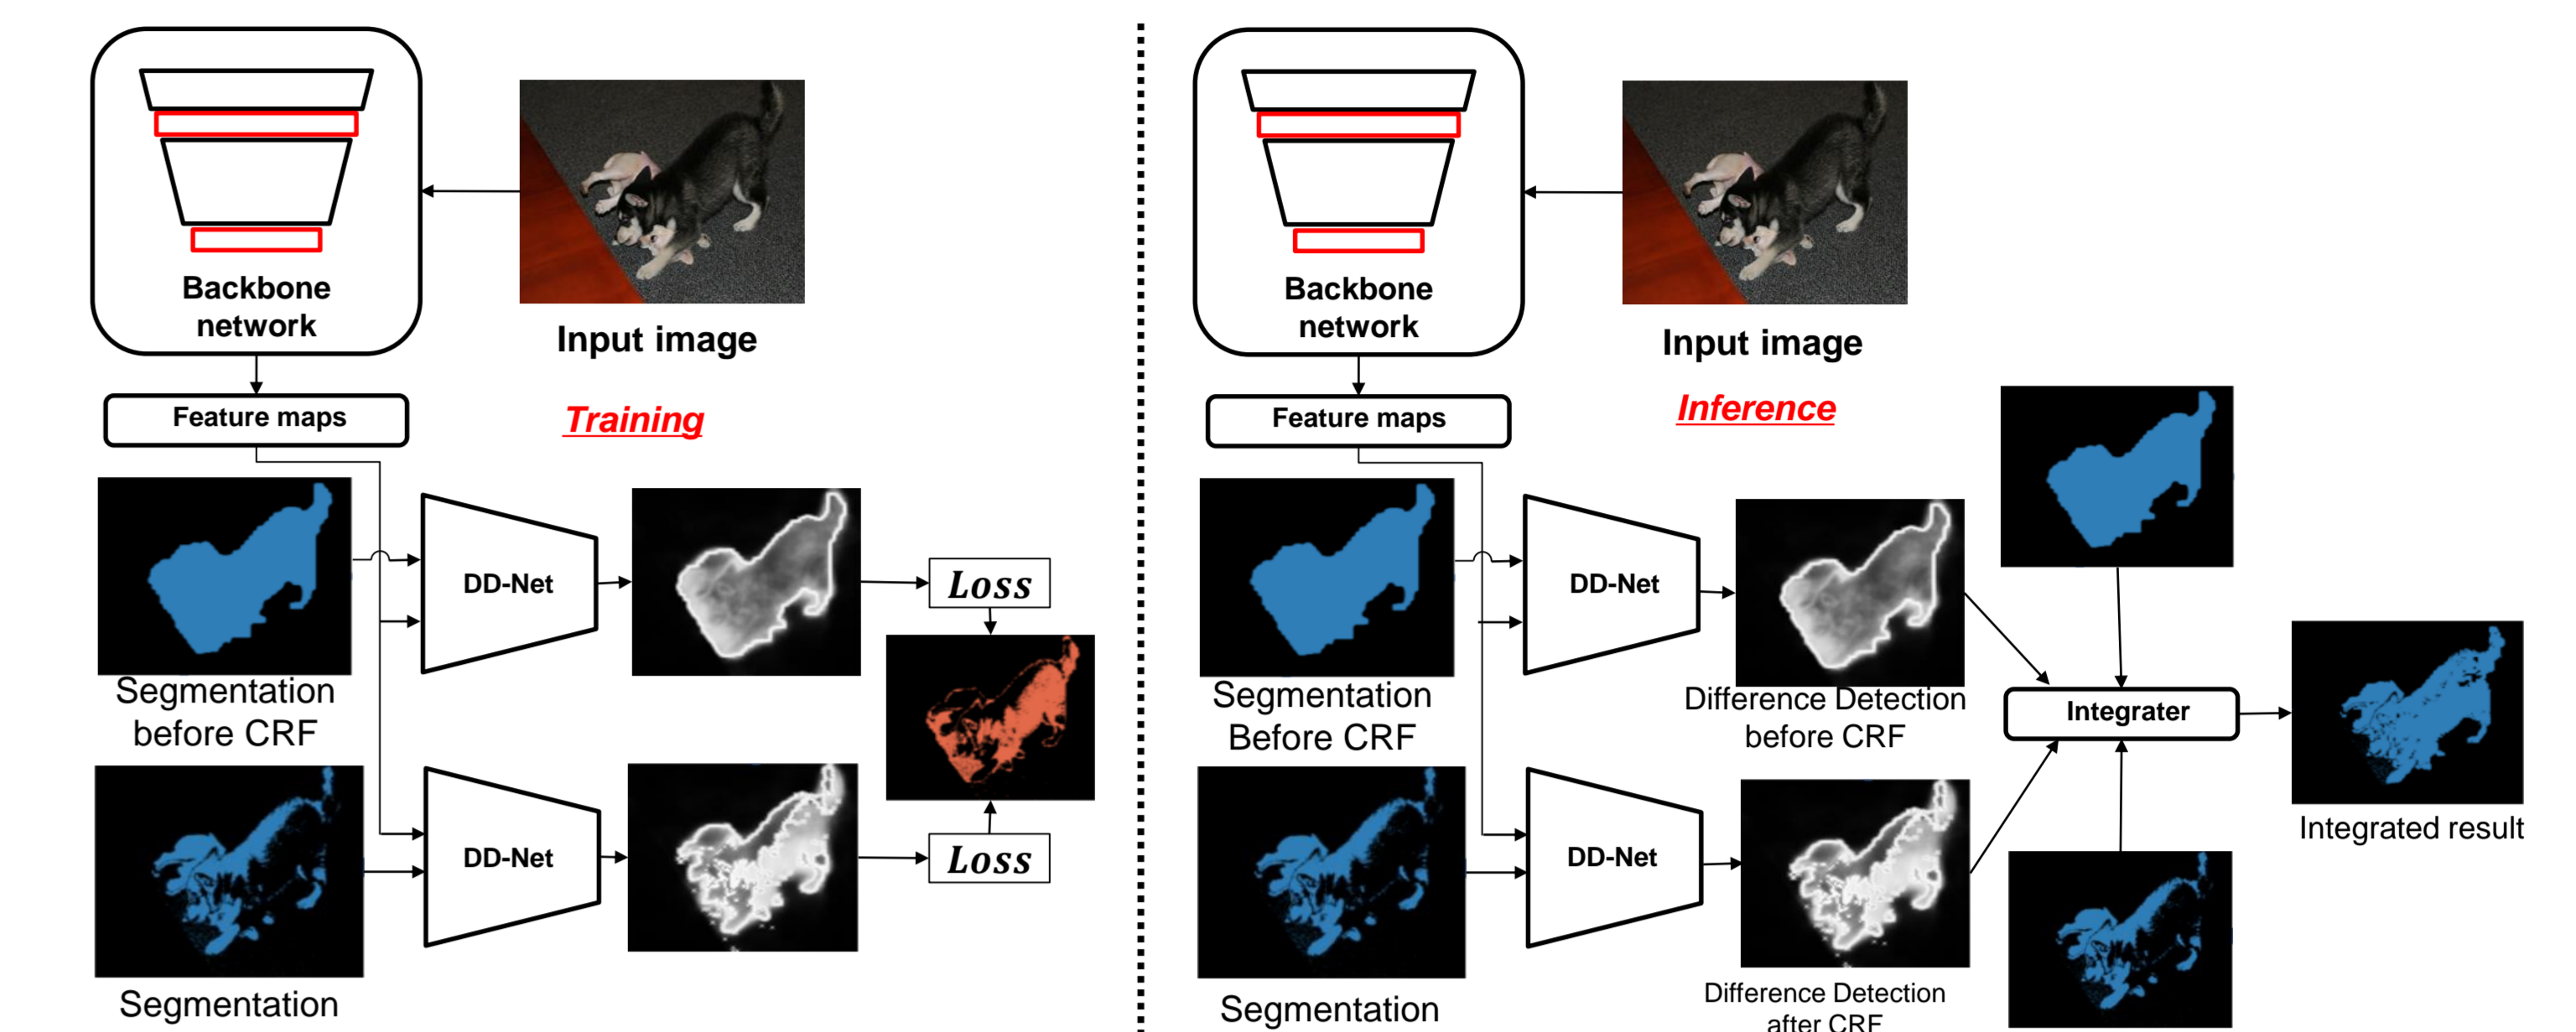 Backbone
network
Input image
Feature maps
Training
DD-Net
Loss
Segmentation
before CRF
DD-Net
Loss
Segmentation
Backbone
network
Input image
Feature maps
Inference
DD-Net
Segmentation
Before CRF
Difference Detection
before CRF
Integrater
Integrated result
DD-Net
Segmentation
Difference Detection
after CRF